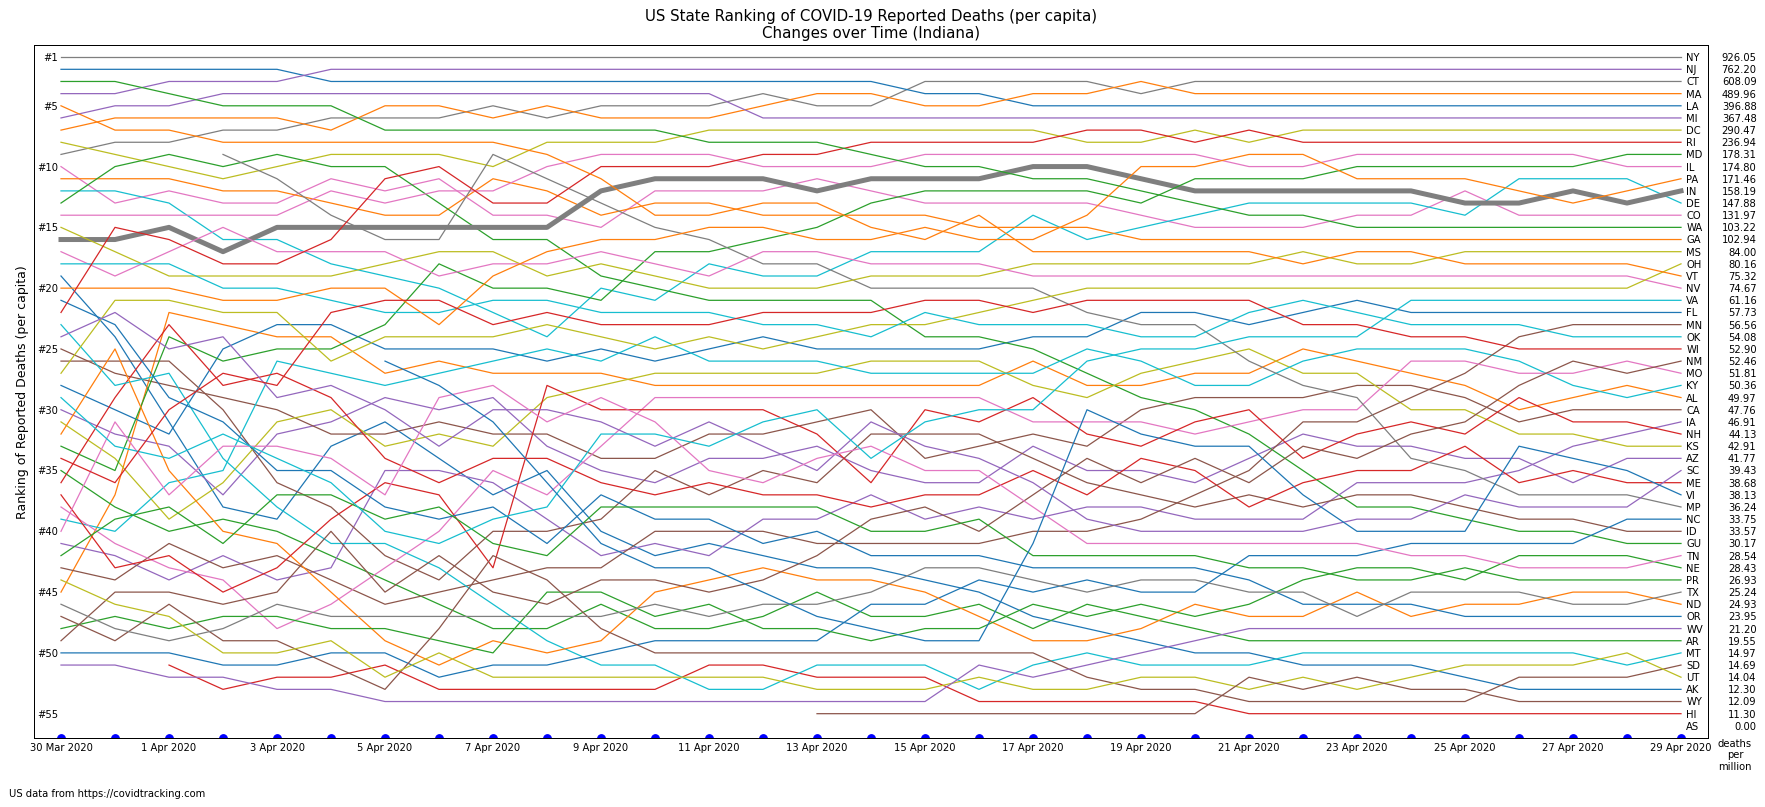 US State Ranking of COVID-19 Reported Deaths (per capita)
Changes over Time (Indiana)
Ranking of Reported Deaths (per capita)
#1
#5
#10
#15
#20
#25
#30
#35
#40
#45
#50
#55
NY 926.05
NJ 762.20
CT 608.09
MA 489.96
LA 396.88
MI 367.48
DC 290.47
RI 236.94
MD 178.31
IL 174.80
PA 171.46
IN 158.19
DE 147.88
CO 131.97
WA 103.22
GA 102.94
MS 84.00
OH 80.16
VT 75.32
NV 74.67
VA 61.16
FL 57.73
MN 56.56
OK 54.08
WI 52.90
NM 52.46
MO 51.81
KY 50.36
AL 49.97
CA 47.76
IA 46.91
NH 44.13
KS 42.91
AZ 41.77
SC 39.43
ME 38.68
VI 38.13
MP 36.24
NC 33.75
ID 33.57
GU 30.17
TN 28.54
NE 28.43
PR 26.93
TX 25.24
ND 24.93
OR 23.95
WV 21.20
AR 19.55
MT 14.97
SD 14.69
UT 14.04
AK 12.30
WY 12.09
HI 11.30
AS 0.00
30 Mar 2020 1 Apr 2020 3 Apr 2020 5 Apr 2020 7 Apr 2020 9 Apr 2020 11 Apr 2020 13 Apr 2020 15 Apr 2020 17 Apr 2020 19 Apr 2020 21 Apr 2020 23 Apr 2020 25 Apr 2020 27 Apr 2020 29 Apr 2020
deaths
per
million
US data from https://covidtracking.com